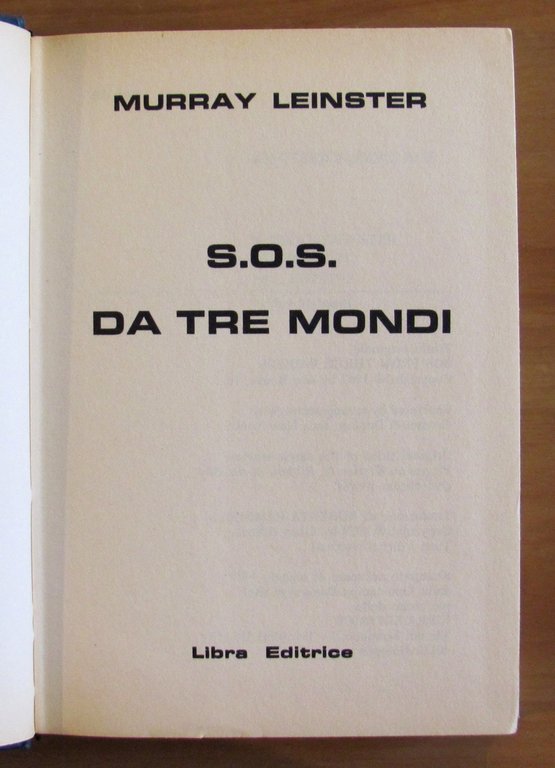 MURRAY LEINSTER
S.O.S.
DA TRE MONDI
Libra Editrice